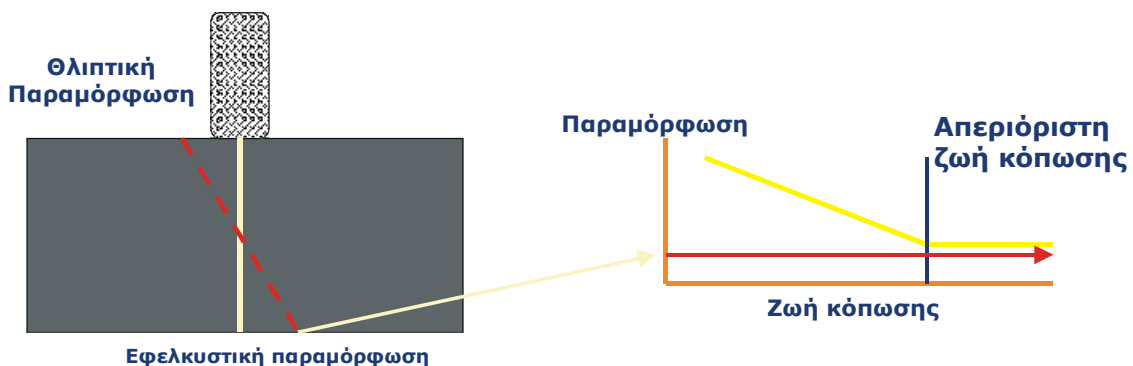 Θλιπτική
Παραμόρφωση
Εφελκυστική παραμόρφωση
Παραμόρφωση
Απεριόριστη
ζωή κόπωσης
Ζωή κόπωσης